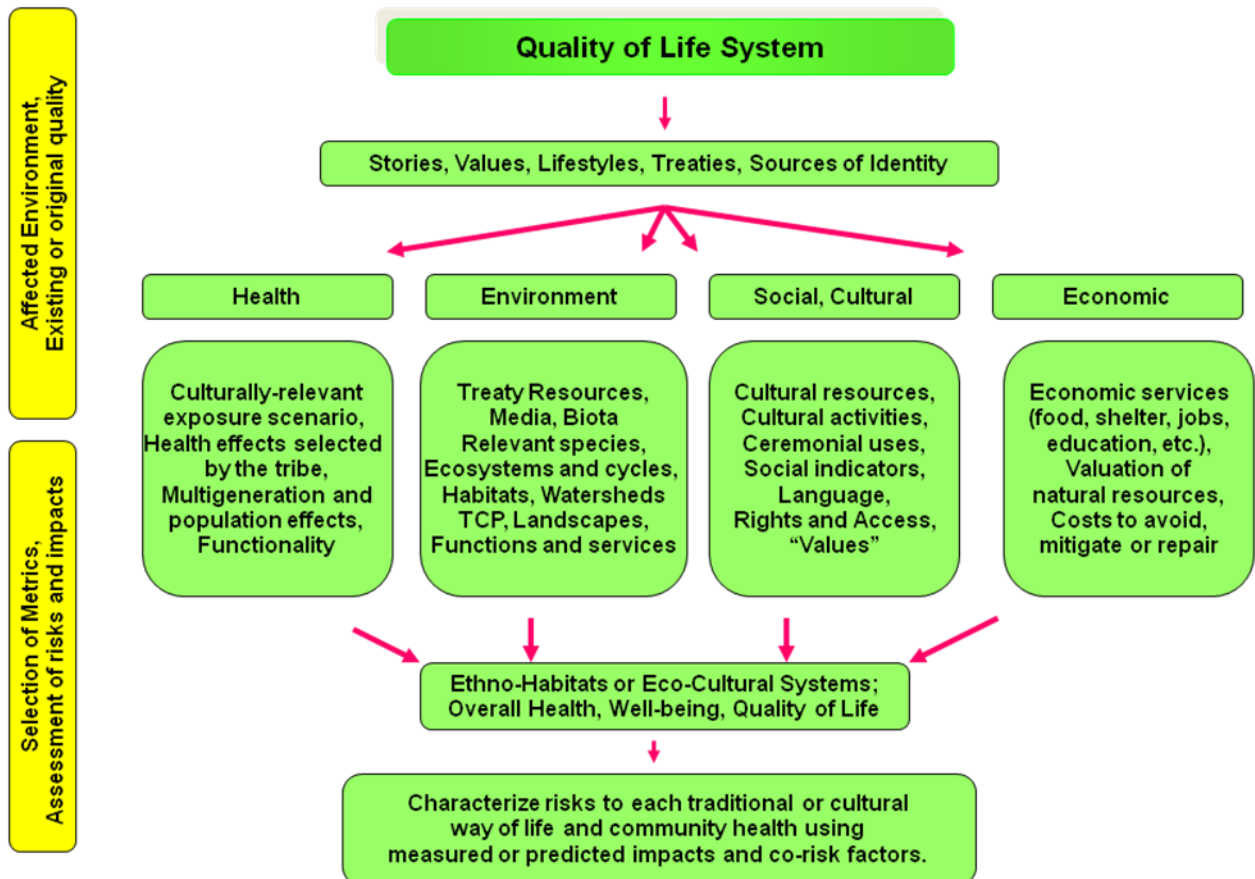 Affected Environment,
Existing or original quality
Selection of Metrics,
Assessment of risks and impacts
Quality of Life System
Stories, Values, Lifestyles, Treaties, Sources of Identity
Health
Environment
Social, Cultural
Economic
Culturally-relevant
exposure scenario,
Health effects selected
by the tribe,
Multigeneration and
population effects,
Functionality
Treaty Resources,
Media, Biota
Relevant species,
Ecosystems and cycles,
Habitats, Watersheds
TCP, Landscapes,
Functions and services
Cultural resources,
Cultural activities,
Ceremonial uses,
Social indicators,
Language,
Rights and Access,
“Values”
Economic services
(food, shelter, jobs,
education, etc.),
Valuation of
natural resources,
Costs to avoid,
mitigate or repair
Ethno-Habitats or Eco-Cultural Systems;
Overall Health, Well-being, Quality of Life
Characterize risks to each traditional or cultural
way of life and community health using
measured or predicted impacts and co-risk factors.